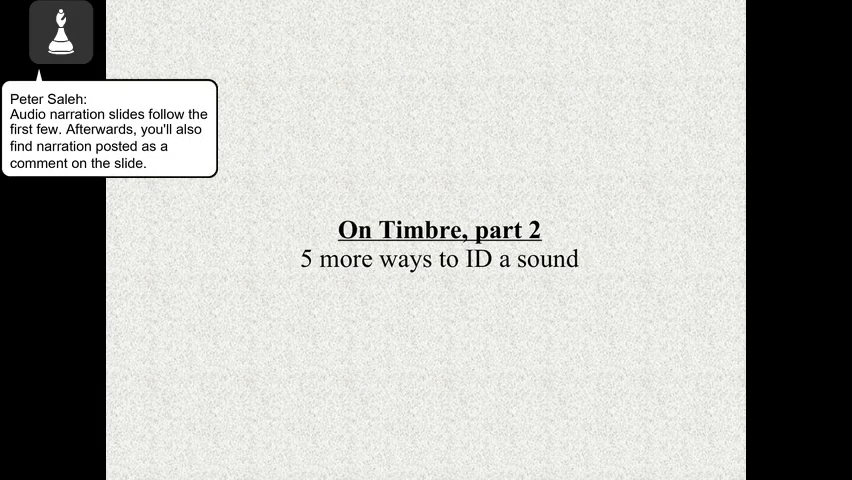 Peter Saleh:
Audio narration slides follow the
first few. Afterwards, you'll also
find narration posted as a
comment on the slide.
On Timbre, part 2
5 more ways to ID a sound